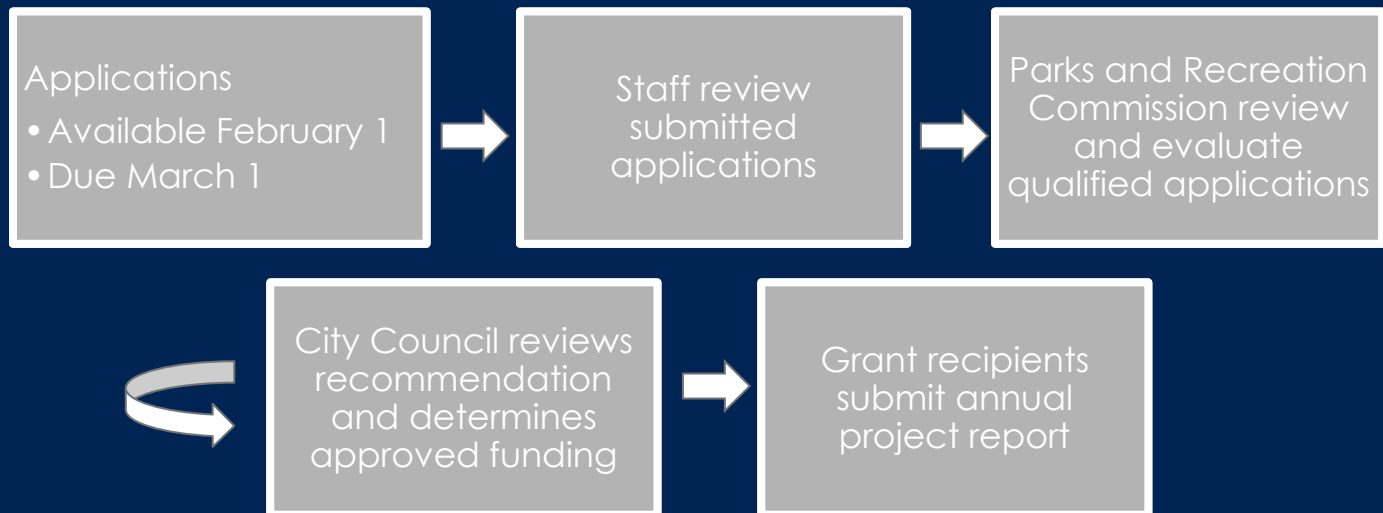 Applications
• Available February 1
• Due March 1
Staff review
submitted
applications
Parks and Recreation
Commission review
and evaluate
qualified applications
City Council reviews
recommendation
and determines
approved funding
Grant recipients
submit annual
project report